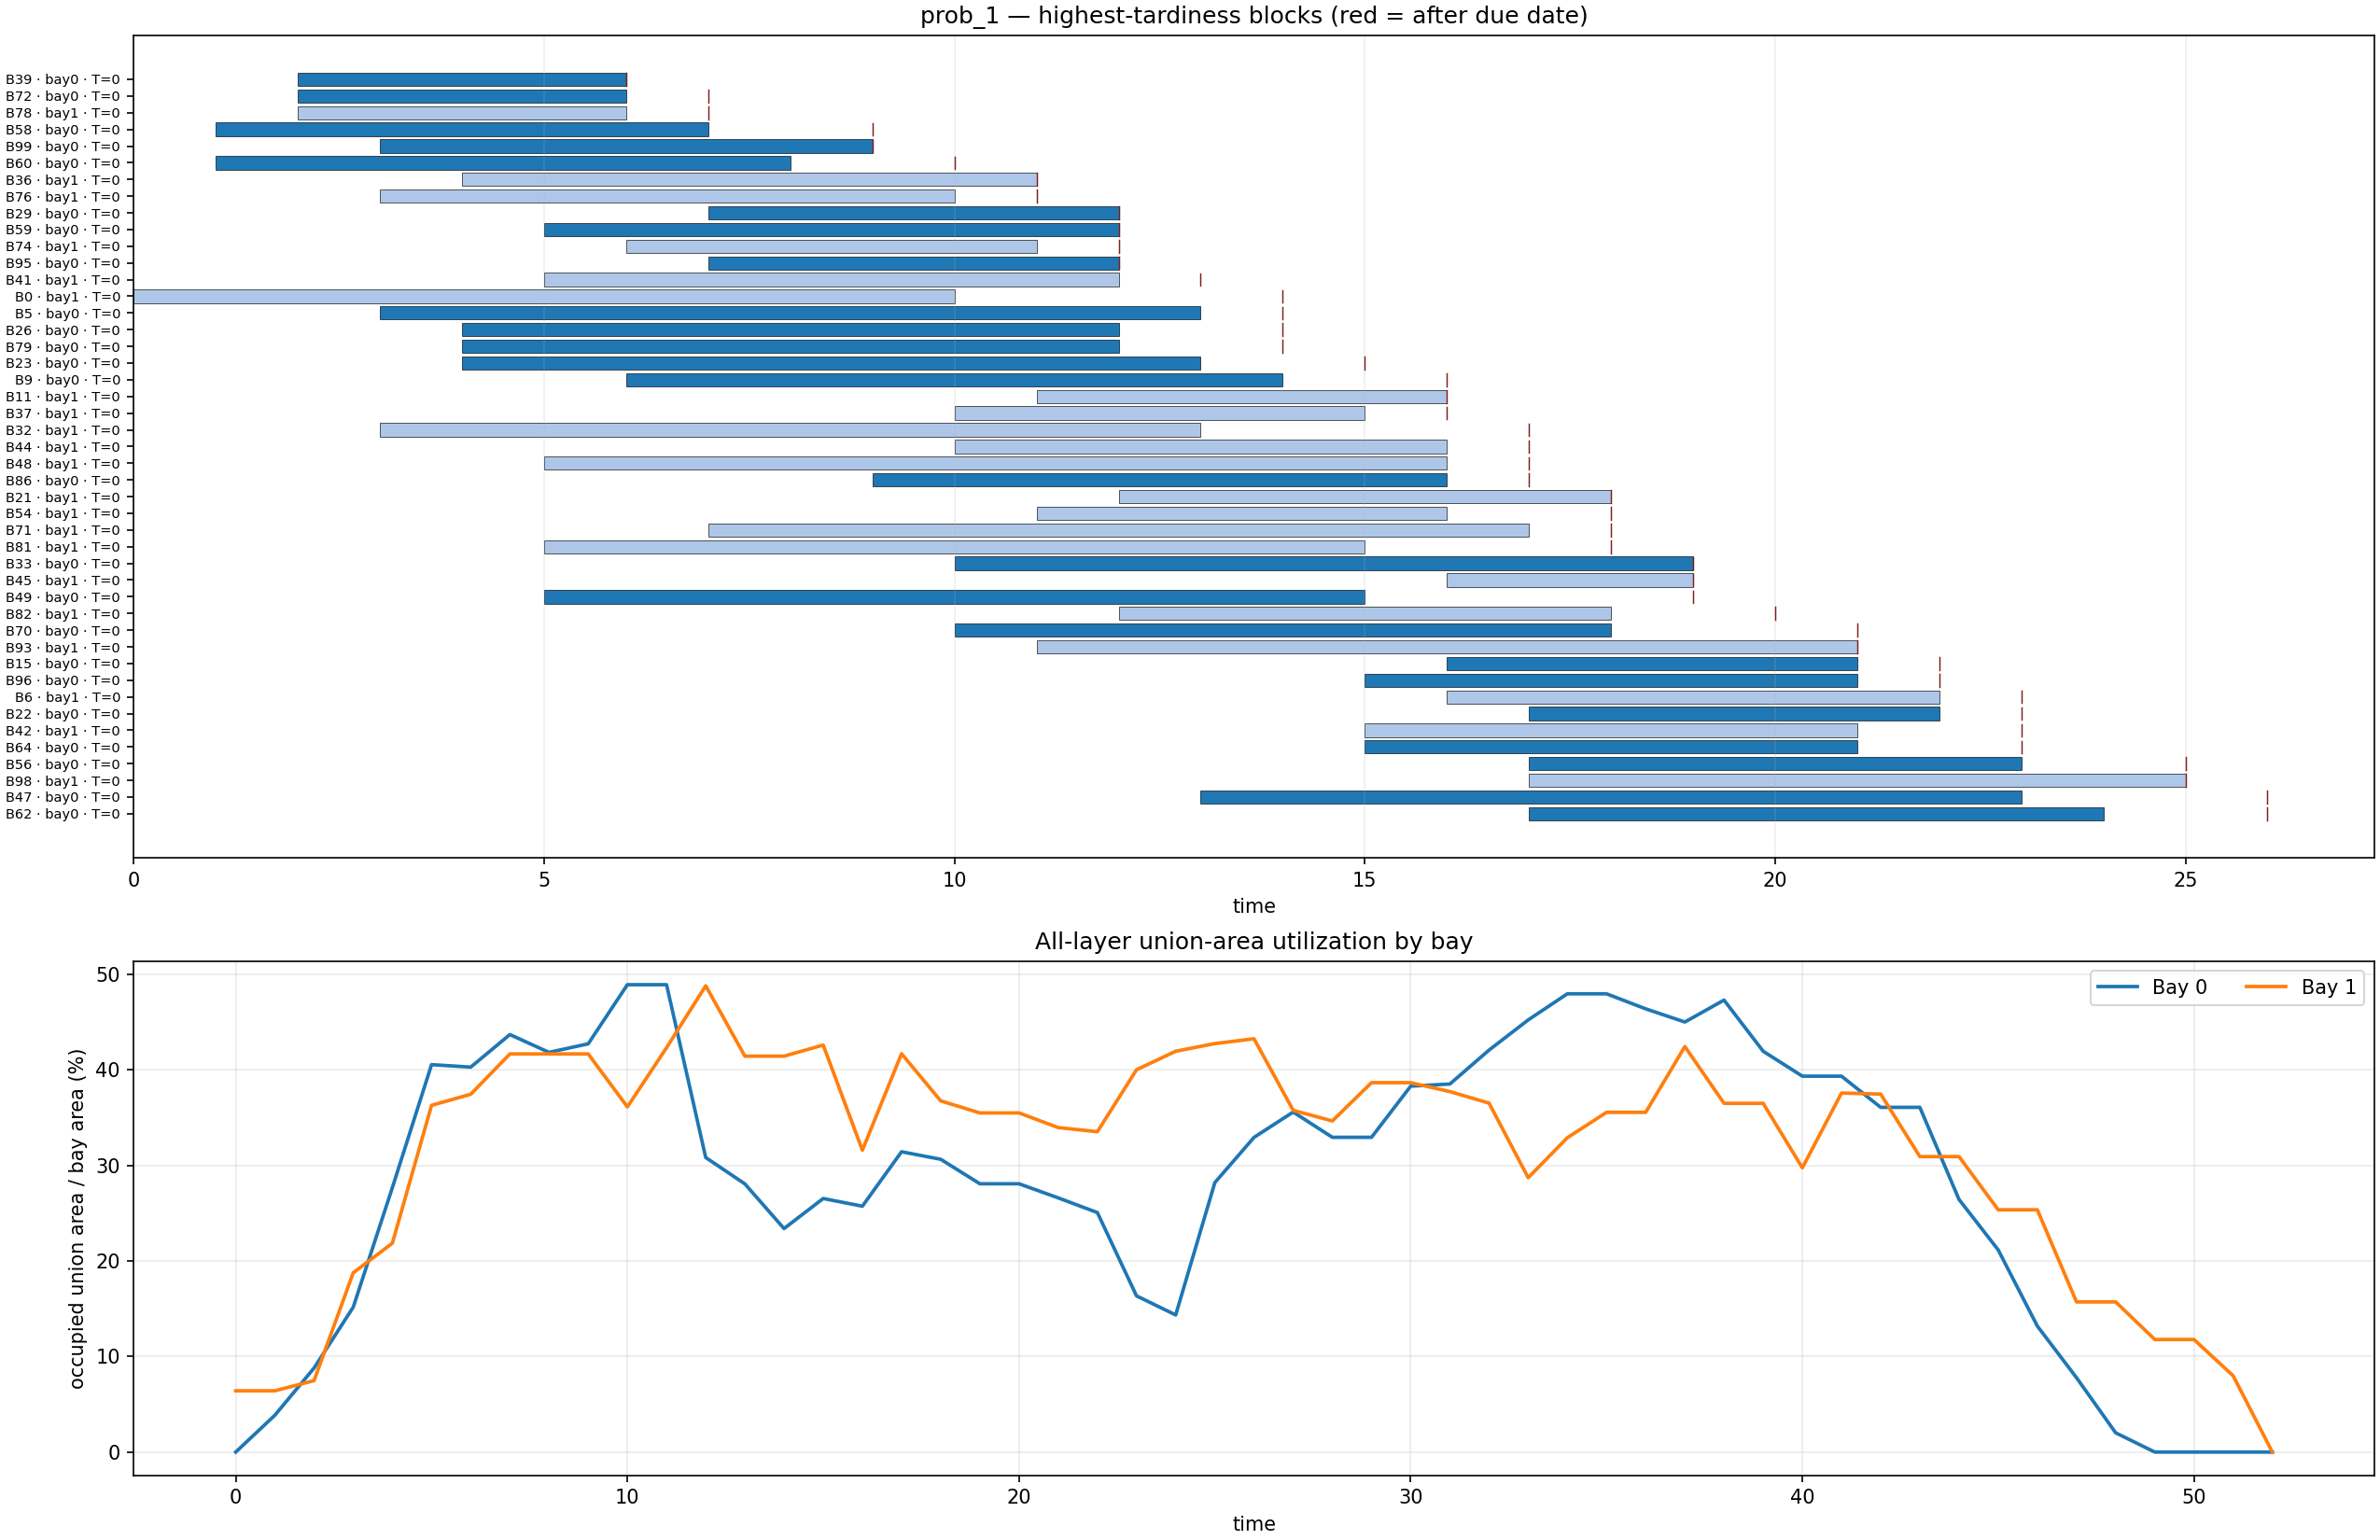 prob_1 — highest-tardiness blocks (red = after due date)
B39 · bay0 · T=0
B72 · bay0 · T=0
B78 · bay1 · T=0
B58 · bay0 · T=0
B99 · bay0 · T=0
B60 · bay0 · T=0
B36 · bay1 · T=0
B76 · bay1 · T=0
B29 · bay0 · T=0
B59 · bay0 · T=0
B74 · bay1 · T=0
B95 · bay0 · T=0
B41 · bay1 · T=0
B0 · bay1 · T=0
B5 · bay0 · T=0
B26 · bay0 · T=0
B79 · bay0 · T=0
B23 · bay0 · T=0
B9 · bay0 · T=0
B11 · bay1 · T=0
B37 · bay1 · T=0
B32 · bay1 · T=0
B44 · bay1 · T=0
B48 · bay1 · T=0
B86 · bay0 · T=0
B21 · bay1 · T=0
B54 · bay1 · T=0
B71 · bay1 · T=0
B81 · bay1 · T=0
B33 · bay0 · T=0
B45 · bay1 · T=0
B49 · bay0 · T=0
B82 · bay1 · T=0
B70 · bay0 · T=0
B93 · bay1 · T=0
B15 · bay0 · T=0
B96 · bay0 · T=0
B6 · bay1 · T=0
B22 · bay0 · T=0
B42 · bay1 · T=0
B64 · bay0 · T=0
B56 · bay0 · T=0
B98 · bay1 · T=0
B47 · bay0 · T=0
B62 · bay0 · T=0
0 5 10 15 20 25
time
All-layer union-area utilization by bay
occupied union area / bay area (%)
50
40
30
20
10
0
Bay 0 Bay 1
0 10 20 30 40 50
time